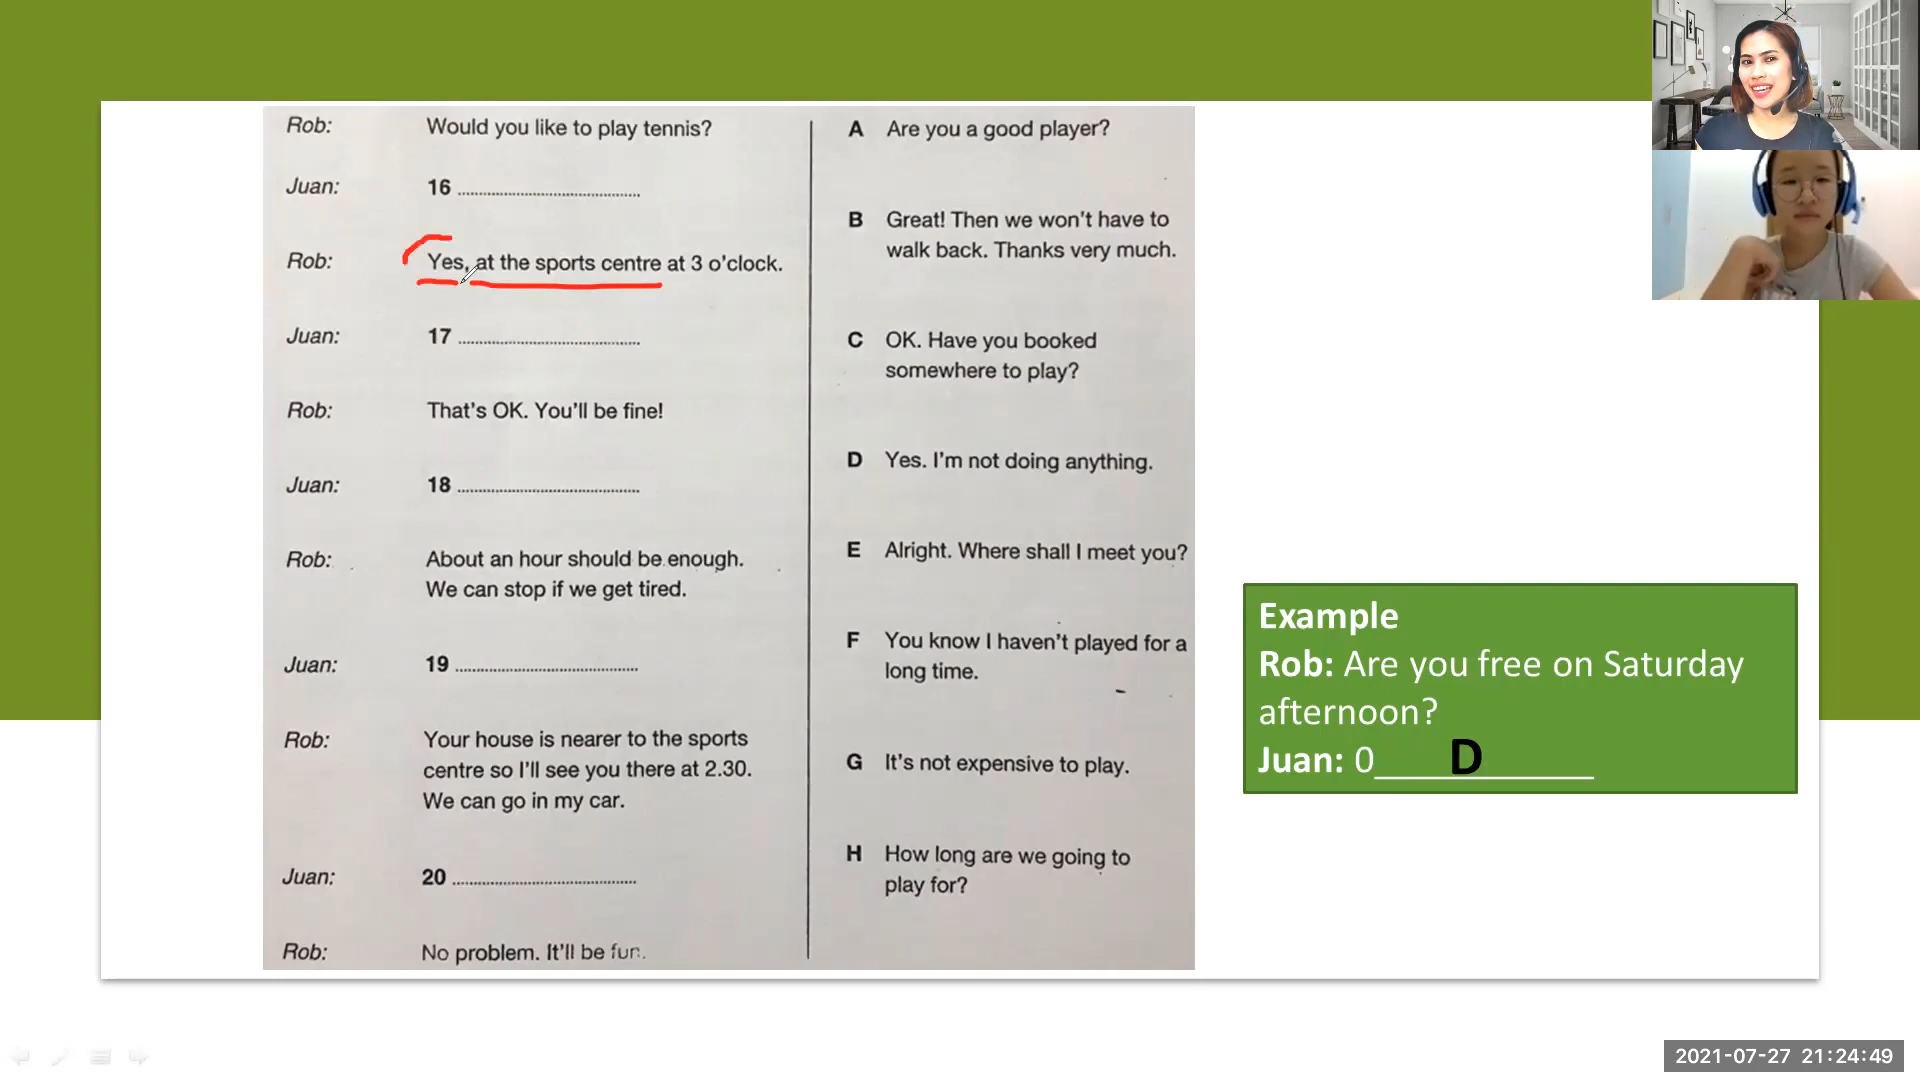 Rob: Would you like to play tennis?
Juan: 16 ........................................
Rob: Yes, at the sports centre at 3 o'clock.
Juan: 17 ........................................
Rob: That's OK. You'll be fine!
Juan: 18 ........................................
Rob: About an hour should be enough.
We can stop if we get tired.
Juan: 19 ........................................
Rob: Your house is nearer to the sports
centre so I'll see you there at 2.30.
We can go in my car.
Juan: 20 ........................................
Rob: No problem. It'll be fun.
A Are you a good player?
B Great! Then we won't have to
walk back. Thanks very much.
C OK. Have you booked
somewhere to play?
D Yes. I'm not doing anything.
E Alright. Where shall I meet you?
F You know I haven't played for a
long time.
G It's not expensive to play.
H How long are we going to
play for?
Example
Rob: Are you free on Saturday
afternoon?
Juan: 0____D______
2021-07-27 21:24:49